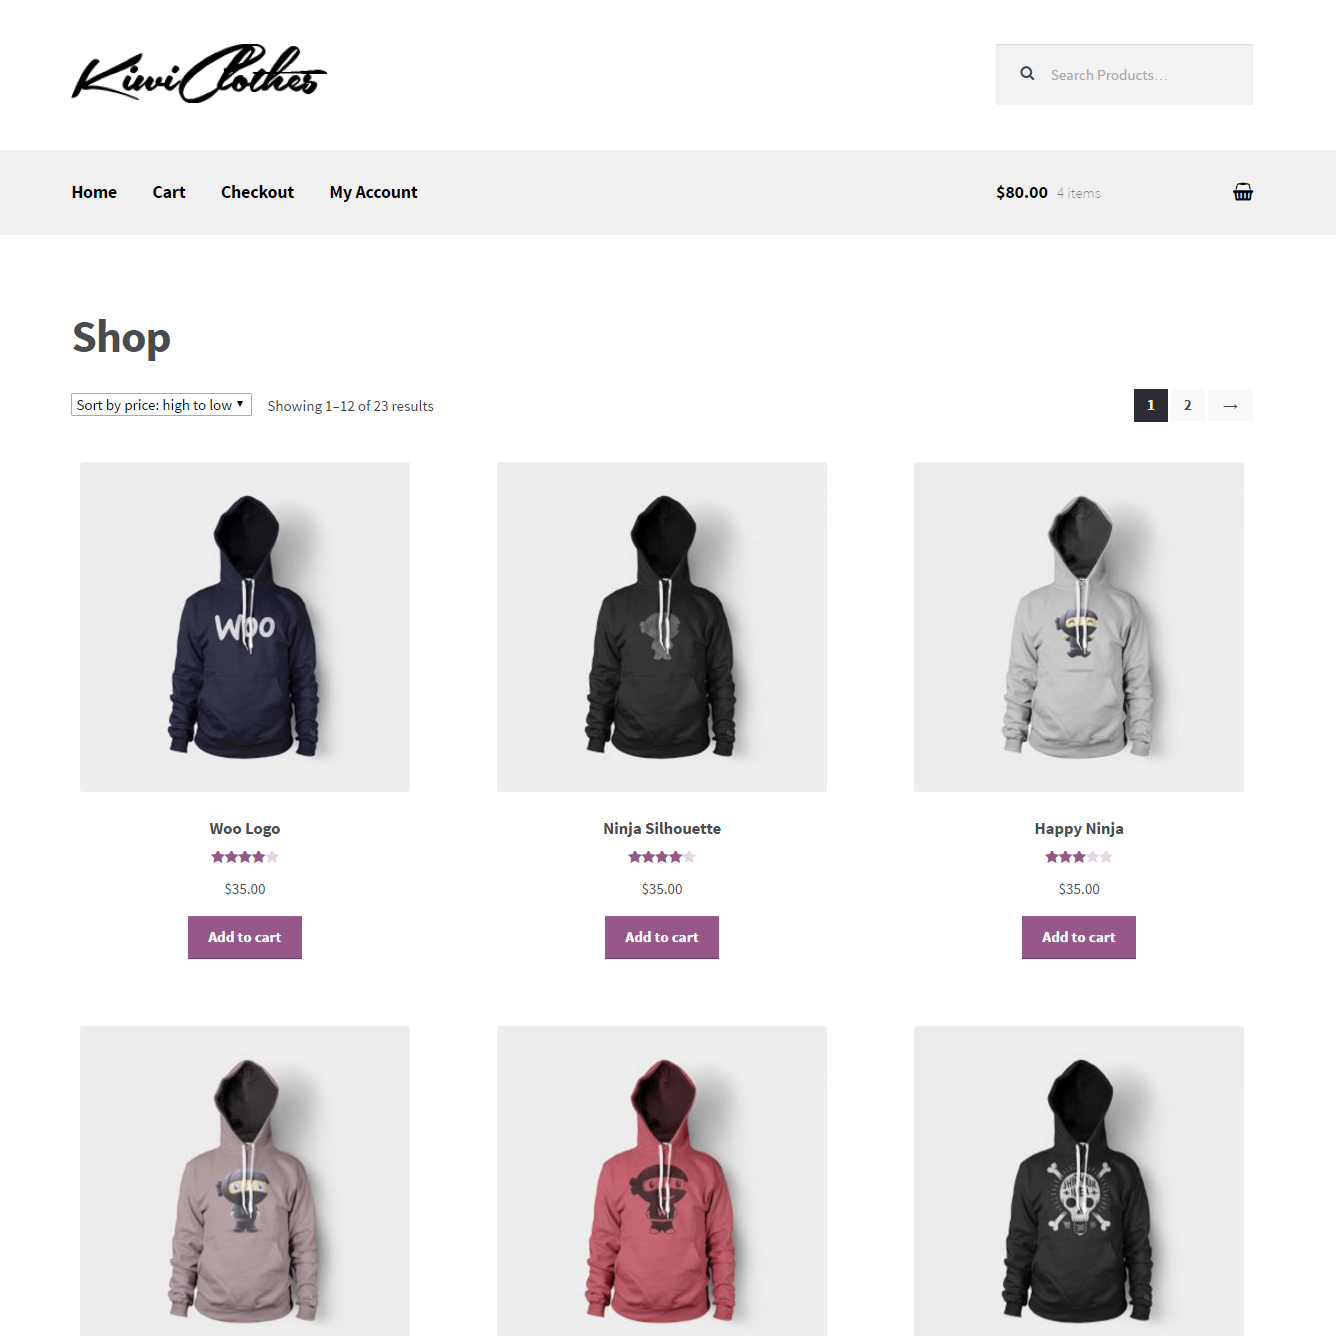 Kiwi Clothes
Search Products...
Home Cart Checkout My Account $80.00 4 items
Shop
Sort by price: high to low ▼ Showing 1–12 of 23 results 1 2 →
Woo
Woo Logo Ninja Silhouette Happy Ninja
$35.00 $35.00 $35.00
Add to cart Add to cart Add to cart